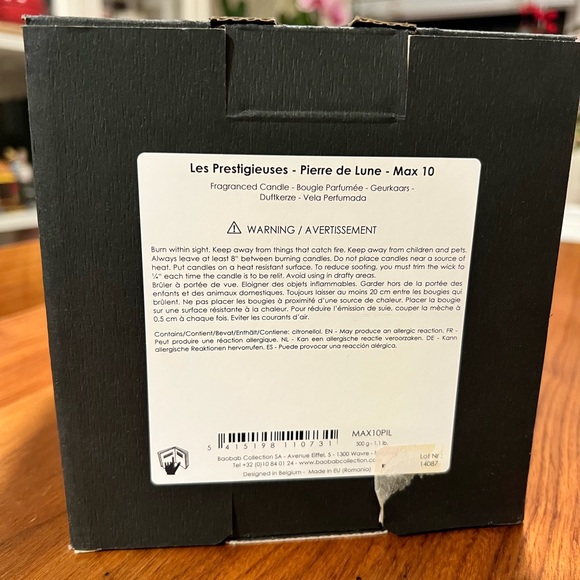 Les Prestigieuses - Pierre de Lune - Max 10
Fragranced Candle - Bougie Parfumée - Geurkaars -
Duftkerze - Vela Perfumada
WARNING / AVERTISSEMENT
Burn within sight. Keep away from things that catch fire. Keep away from children and pets.
Always leave at least 8" between burning candles. Do not place candles near a source of
heat. Put candles on a heat resistant surface. To reduce sooting, you must trim the wick to
¼" each time the candle is to be relit. Avoid using in drafty areas.
Brûler à portée de vue. Eloigner des objets inflammables. Garder hors de la portée des
enfants et des animaux domestiques. Toujours laisser au moins 20 cm entre les bougies qui
brûlent. Ne pas placer les bougies à proximité d'une source de chaleur. Placer la bougie
sur une surface résistante à la chaleur. Pour réduire l'émission de suie, couper la mèche à
0,5 cm à chaque fois. Eviter les courants d'air.
Contains/Contient/Bevat/Enthält/Contiene: citronellol. EN - May produce an allergic reaction. FR -
Peut produire une réaction allergique. NL - Kan een allergische reactie veroorzaken. DE - Kann
allergische Reaktionen hervorrufen. ES - Puede provocar una reacción alérgica.
5 415198 110731
MAX10PIL
500 g - 1,1 lb.
Baobab Collection SA - Avenue Eiffel, 5 - 1300 Wavre -
Tel +32 (0)10 84 01 24 - www.baobabcollection.co
Designed in Belgium - Made in EU (Romania)
Lot Nr
14087